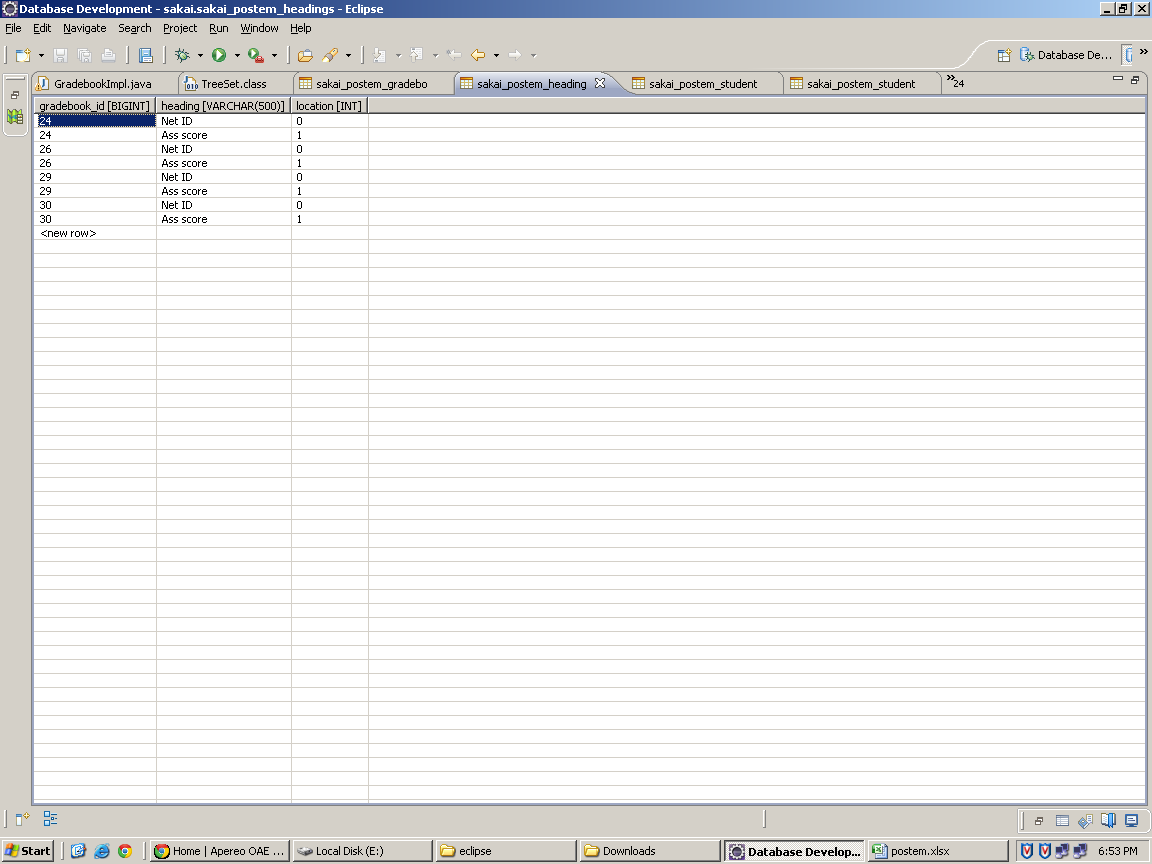 Database Development - sakai.sakai_postem_headings - Eclipse
File Edit Navigate Search Project Run Window Help
Database De...
GradebookImpl.java TreeSet.class sakai_postem_gradebo sakai_postem_heading sakai_postem_student sakai_postem_student 24
gradebook_id [BIGINT] heading [VARCHAR(500)] location [INT]
24 Net ID 0
24 Ass score 1
26 Net ID 0
26 Ass score 1
29 Net ID 0
29 Ass score 1
30 Net ID 0
30 Ass score 1
<new row>
Start Home | Apereo OAE ... Local Disk (E:) eclipse Downloads Database Develop... postem.xlsx 6:53 PM